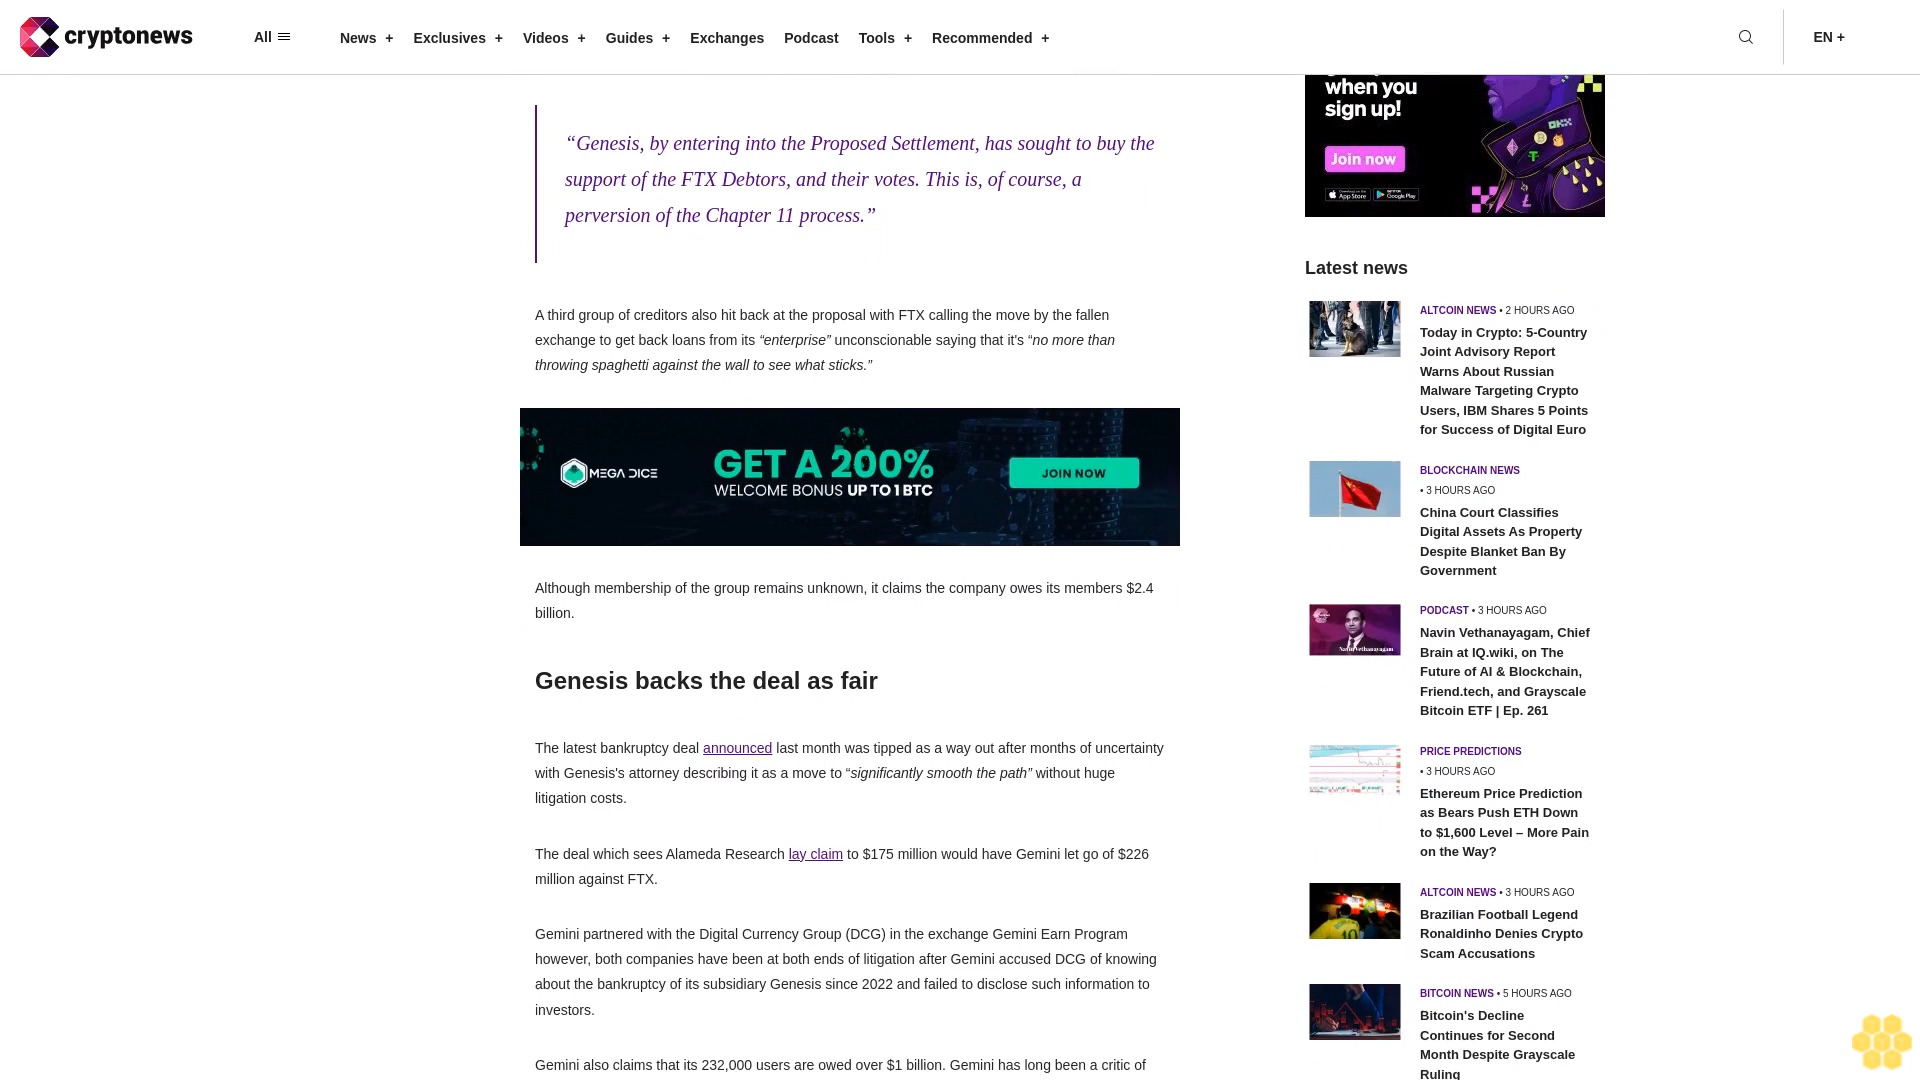 cryptonews
All
News +
Exclusives +
Videos +
Guides +
Exchanges
Podcast
Tools +
Recommended +
EN +
“Genesis, by entering into the Proposed Settlement, has sought to buy the
support of the FTX Debtors, and their votes. This is, of course, a
perversion of the Chapter 11 process.”
A third group of creditors also hit back at the proposal with FTX calling the move by the fallen
exchange to get back loans from its “enterprise” unconscionable saying that it's “no more than
throwing spaghetti against the wall to see what sticks.”
MEGA DICE
GET A 200%
WELCOME BONUS UP TO 1 BTC
JOIN NOW
Although membership of the group remains unknown, it claims the company owes its members $2.4
billion.
Genesis backs the deal as fair
The latest bankruptcy deal announced last month was tipped as a way out after months of uncertainty
with Genesis's attorney describing it as a move to “significantly smooth the path” without huge
litigation costs.
The deal which sees Alameda Research lay claim to $175 million would have Gemini let go of $226
million against FTX.
Gemini partnered with the Digital Currency Group (DCG) in the exchange Gemini Earn Program
however, both companies have been at both ends of litigation after Gemini accused DCG of knowing
about the bankruptcy of its subsidiary Genesis since 2022 and failed to disclose such information to
investors.
Gemini also claims that its 232,000 users are owed over $1 billion. Gemini has long been a critic of
when you
sign up!
Join now
App Store
Google Play
OKX
Latest news
ALTCOIN NEWS • 2 HOURS AGO
Today in Crypto: 5-Country
Joint Advisory Report
Warns About Russian
Malware Targeting Crypto
Users, IBM Shares 5 Points
for Success of Digital Euro
BLOCKCHAIN NEWS
• 3 HOURS AGO
China Court Classifies
Digital Assets As Property
Despite Blanket Ban By
Government
Navin Vethanayagam
PODCAST • 3 HOURS AGO
Navin Vethanayagam, Chief
Brain at IQ.wiki, on The
Future of AI & Blockchain,
Friend.tech, and Grayscale
Bitcoin ETF | Ep. 261
PRICE PREDICTIONS
• 3 HOURS AGO
Ethereum Price Prediction
as Bears Push ETH Down
to $1,600 Level – More Pain
on the Way?
10
ALTCOIN NEWS • 3 HOURS AGO
Brazilian Football Legend
Ronaldinho Denies Crypto
Scam Accusations
BITCOIN NEWS • 5 HOURS AGO
Bitcoin's Decline
Continues for Second
Month Despite Grayscale
Ruling